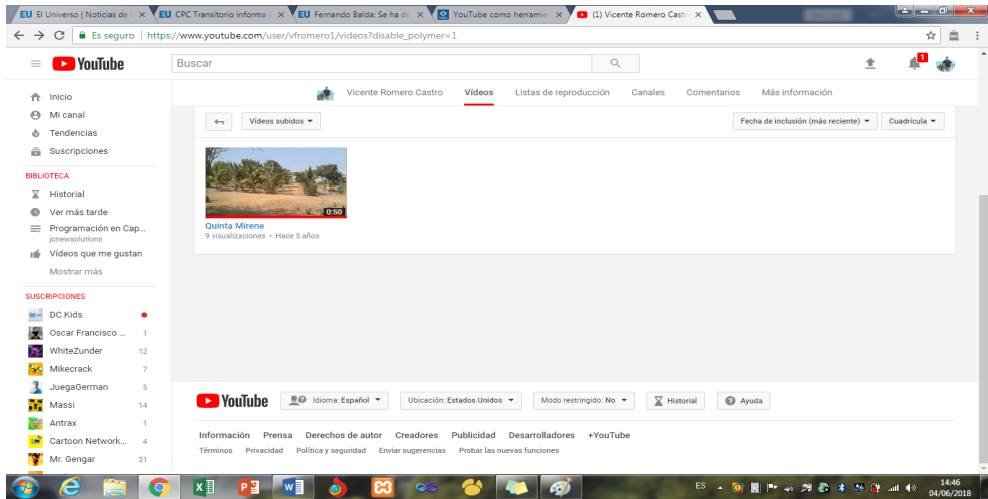 EU El Universo | Noticias de
EU CPC Transitorio informa
EU Fernando Balda: Se ha de
YouTube como herramie
(1) Vicente Romero Cast
Es seguro | https://www.youtube.com/user/vfromero1/videos?disable_polymer=1
YouTube
Buscar
1
Vicente Romero Castro Vídeos Listas de reproducción Canales Comentarios Más información
Inicio
Mi canal
Tendencias
Suscripciones
BIBLIOTECA
Historial
Ver más tarde
Programación en Cap...
jcnewsolutions
Vídeos que me gustan
Mostrar más
SUSCRIPCIONES
DC Kids
Oscar Francisco ... 1
WhiteZunder 12
Mikecrack 7
JuegaGerman 5
Massi 14
Antrax 1
Cartoon Network... 4
Mr. Gengar 31
Vídeos subidos
Fecha de inclusión (más reciente)
Cuadrícula
0:50
Quinta Mirene
9 visualizaciones • Hace 5 años
YouTube
Idioma: Español
Ubicación: Estados Unidos
Modo restringido: No
Historial
Ayuda
Información Prensa Derechos de autor Creadores Publicidad Desarrolladores +YouTube
Términos Privacidad Política y seguridad Enviar sugerencias Probar las nuevas funciones
ES
14:46
04/06/2018